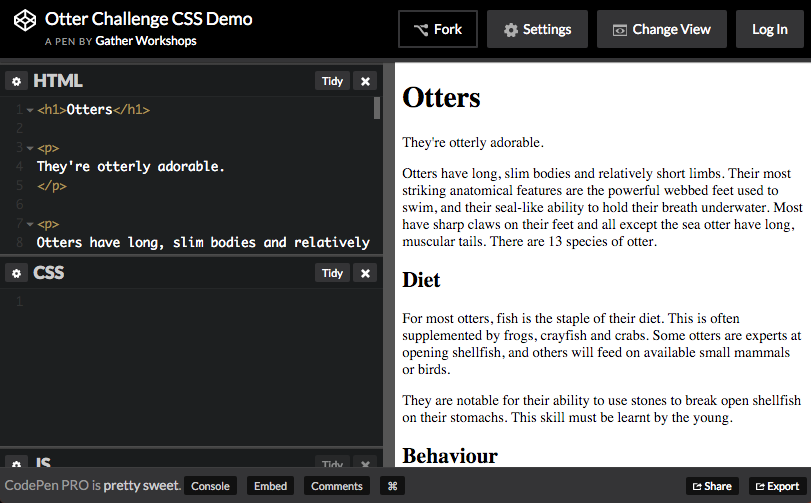 Otter Challenge CSS Demo
A PEN BY Gather Workshops
Fork
Settings
Change View
Log In
HTML
Tidy
1 <h1>Otters</h1>
2
3 <p>
4 They're otterly adorable.
5 </p>
6
7 <p>
8 Otters have long, slim bodies and relatively
CSS
Tidy
1
JS
Tidy
Otters
They're otterly adorable.
Otters have long, slim bodies and relatively short limbs. Their most
striking anatomical features are the powerful webbed feet used to
swim, and their seal-like ability to hold their breath underwater. Most
have sharp claws on their feet and all except the sea otter have long,
muscular tails. There are 13 species of otter.
Diet
For most otters, fish is the staple of their diet. This is often
supplemented by frogs, crayfish and crabs. Some otters are experts at
opening shellfish, and others will feed on available small mammals
or birds.
They are notable for their ability to use stones to break open shellfish
on their stomachs. This skill must be learnt by the young.
Behaviour
CodePen PRO is pretty sweet.
Console
Embed
Comments
⌘
Share
Export